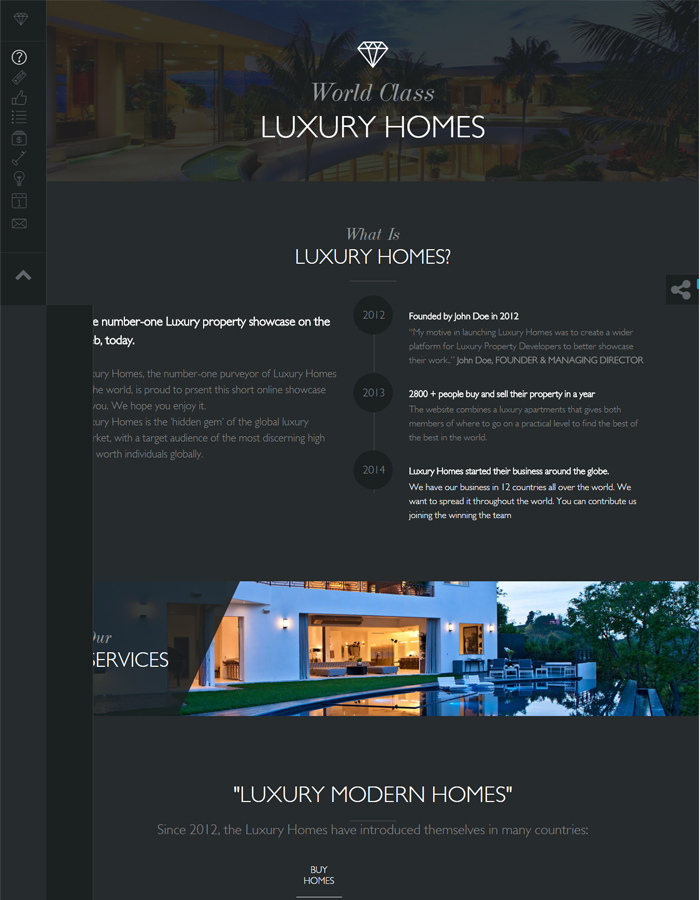 World Class
LUXURY HOMES
What Is
LUXURY HOMES?
e number-one Luxury property showcase on the
b, today.
xury Homes, the number-one purveyor of Luxury Homes
he world, is proud to prsent this short online showcase
you. We hope you enjoy it.
xury Homes is the 'hidden gem' of the global luxury
rket, with a target audience of the most discerning high
worth individuals globally.
2012
Founded by John Doe in 2012
"My motive in launching Luxury Homes was to create a wider
platform for Luxury Property Developers to better showcase
their work.." John Doe, FOUNDER & MANAGING DIRECTOR
2013
2800 + people buy and sell their property in a year
The website combines a luxury apartments that gives both
members of where to go on a practical level to find the best of
the best in the world.
2014
Luxury Homes started their business around the globe.
We have our business in 12 countries all over the world. We
want to spread it throughout the world. You can contribute us
joining the winning the team
Our
SERVICES
"LUXURY MODERN HOMES"
Since 2012, the Luxury Homes have introduced themselves in many countries:
BUY
HOMES